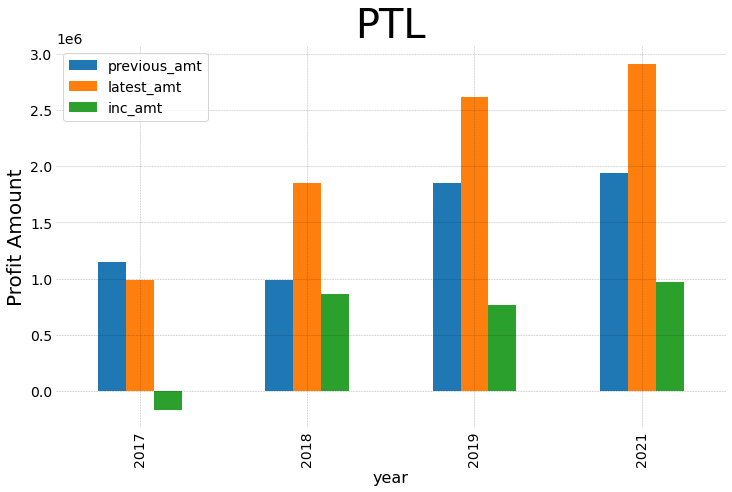 PTL
1e6
3.0
2.5
2.0
1.5
1.0
0.5
0.0
Profit Amount
previous_amt
latest_amt
inc_amt
2017
2018
2019
2021
year